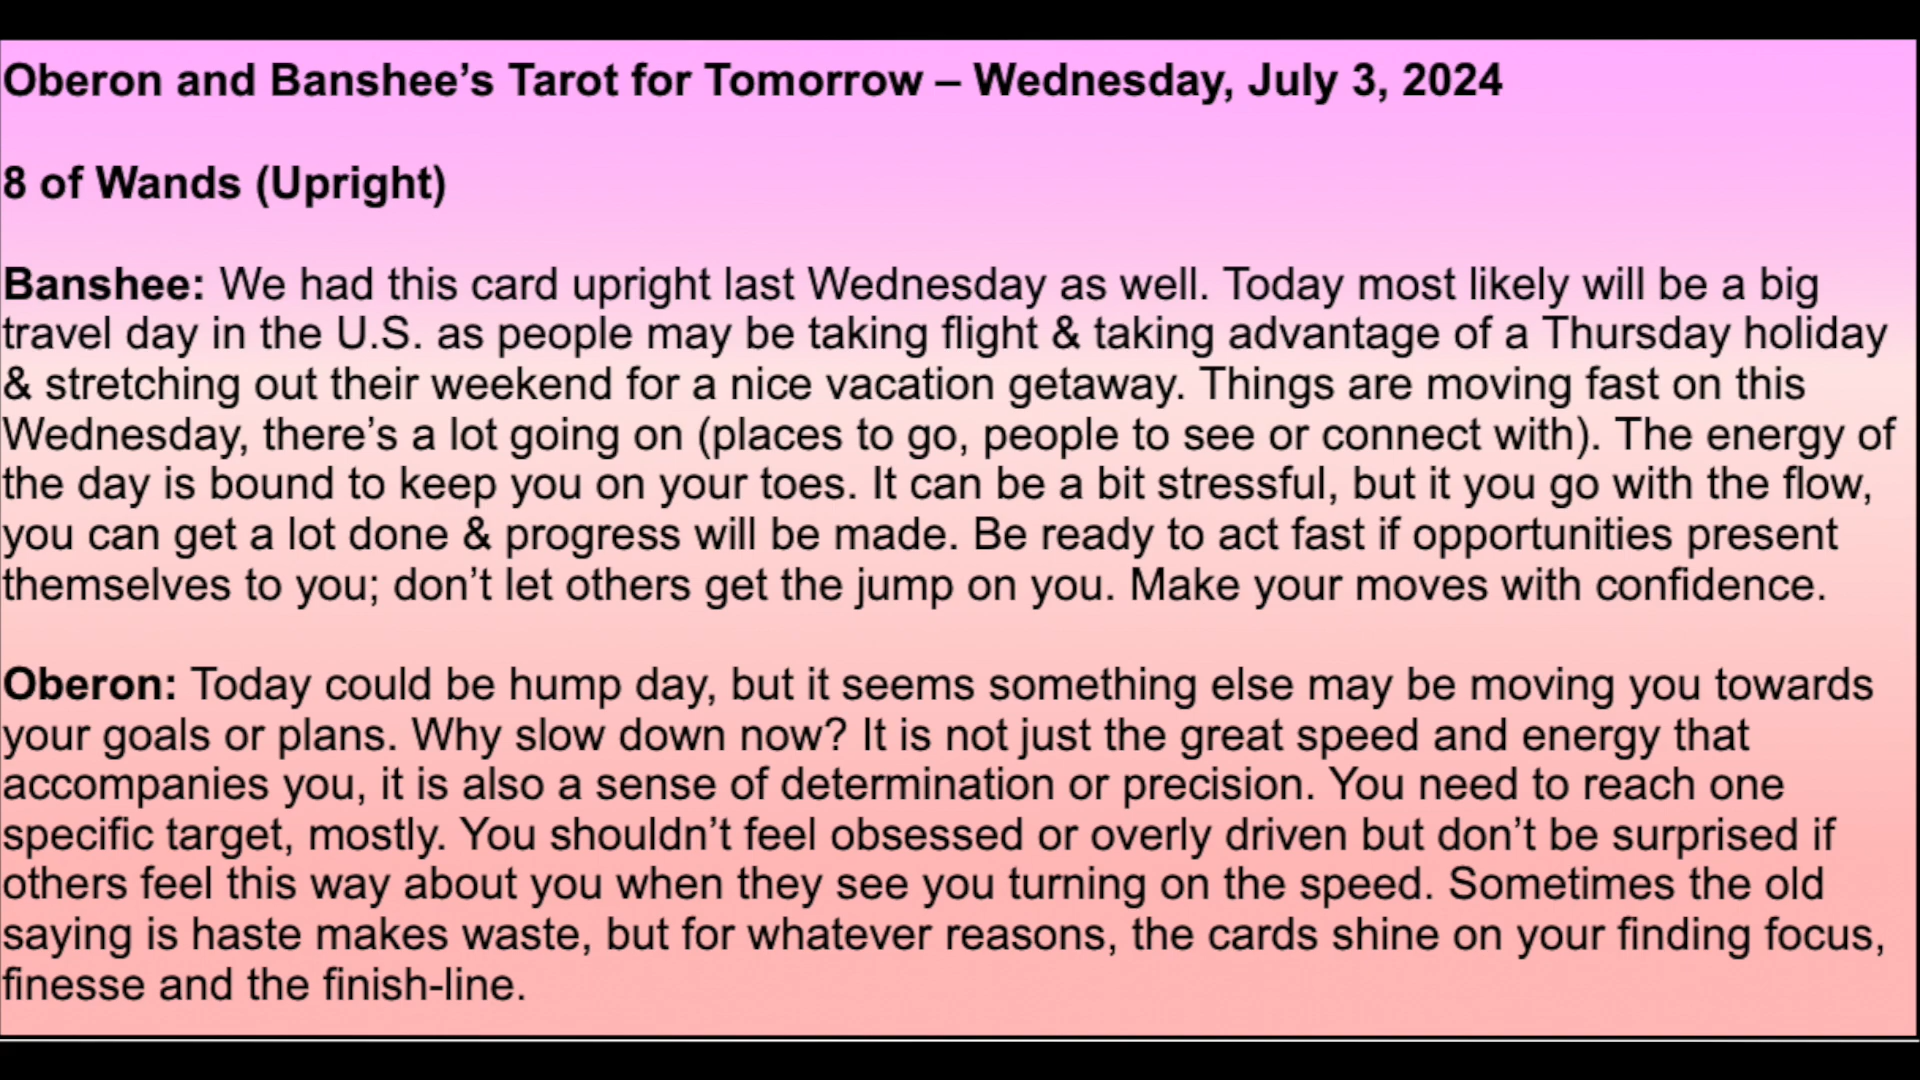 Oberon and Banshee’s Tarot for Tomorrow – Wednesday, July 3, 2024
8 of Wands (Upright)
Banshee: We had this card upright last Wednesday as well. Today most likely will be a big
travel day in the U.S. as people may be taking flight & taking advantage of a Thursday holiday
& stretching out their weekend for a nice vacation getaway. Things are moving fast on this
Wednesday, there’s a lot going on (places to go, people to see or connect with). The energy of
the day is bound to keep you on your toes. It can be a bit stressful, but it you go with the flow,
you can get a lot done & progress will be made. Be ready to act fast if opportunities present
themselves to you; don’t let others get the jump on you. Make your moves with confidence.
Oberon: Today could be hump day, but it seems something else may be moving you towards
your goals or plans. Why slow down now? It is not just the great speed and energy that
accompanies you, it is also a sense of determination or precision. You need to reach one
specific target, mostly. You shouldn’t feel obsessed or overly driven but don’t be surprised if
others feel this way about you when they see you turning on the speed. Sometimes the old
saying is haste makes waste, but for whatever reasons, the cards shine on your finding focus,
finesse and the finish-line.